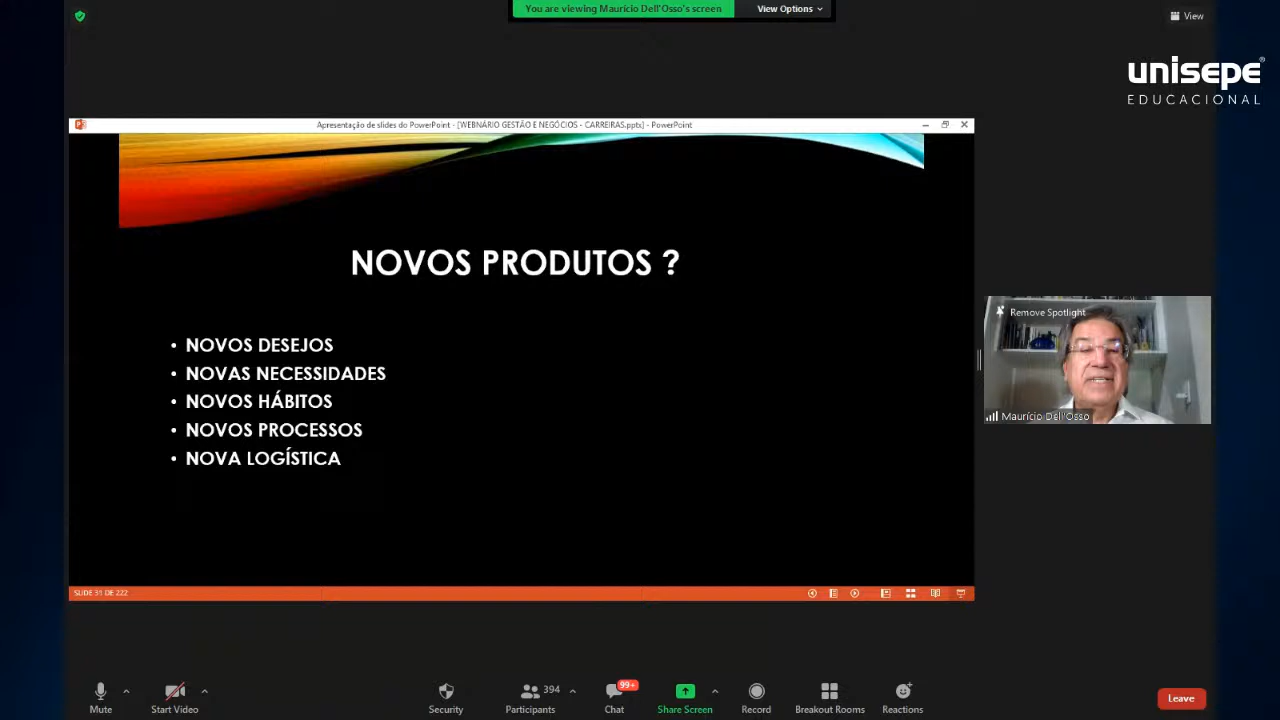 You are viewing Mauricio Dell'Osso's screen
View Options
View
unisepe
EDUCACIONAL
Apresentação de slides do PowerPoint - [WEBNÁRIO GESTÃO E NEGÓCIOS - CARREIRAS.pptx] - PowerPoint
NOVOS PRODUTOS ?
• NOVOS DESEJOS
• NOVAS NECESSIDADES
• NOVOS HÁBITOS
• NOVOS PROCESSOS
• NOVA LOGÍSTICA
Remove Spotlight
Maurício Dell'Osso
SLIDE 31 DE 222
Mute
Start Video
Security
394
Participants
99+
Chat
Share Screen
Record
Breakout Rooms
Reactions
Leave